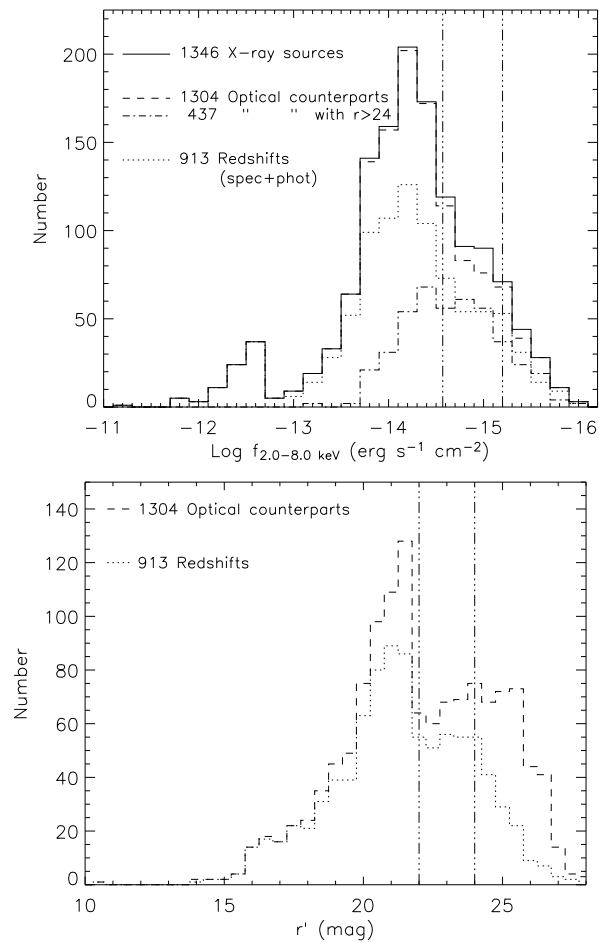 1346 X-ray sources
1304 Optical counterparts
437 " " with r>24
913 Redshifts
(spec+phot)
Number
200
150
100
50
0
-11 -12 -13 -14 -15 -16
Log f2.0-8.0 keV (erg s-1 cm-2)
1304 Optical counterparts
913 Redshifts
Number
140
120
100
80
60
40
20
0
10 15 20 25
r' (mag)